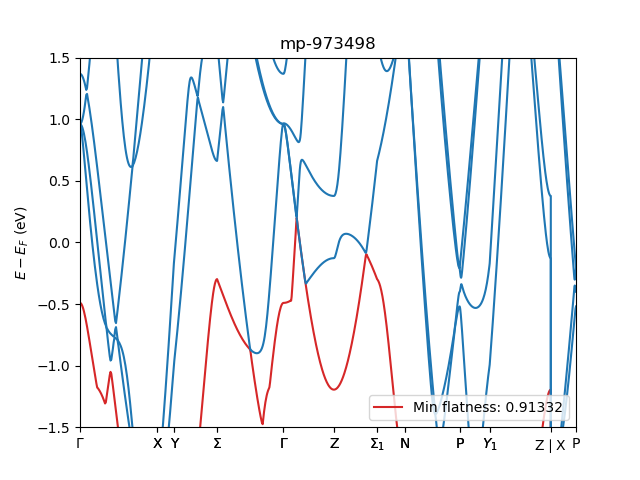 mp-973498
E − E_F (eV)
1.5
1.0
0.5
0.0
−0.5
−1.0
−1.5
Min flatness: 0.91332
Γ X Y Σ Γ Z Σ₁ N P Y₁ Z | X P